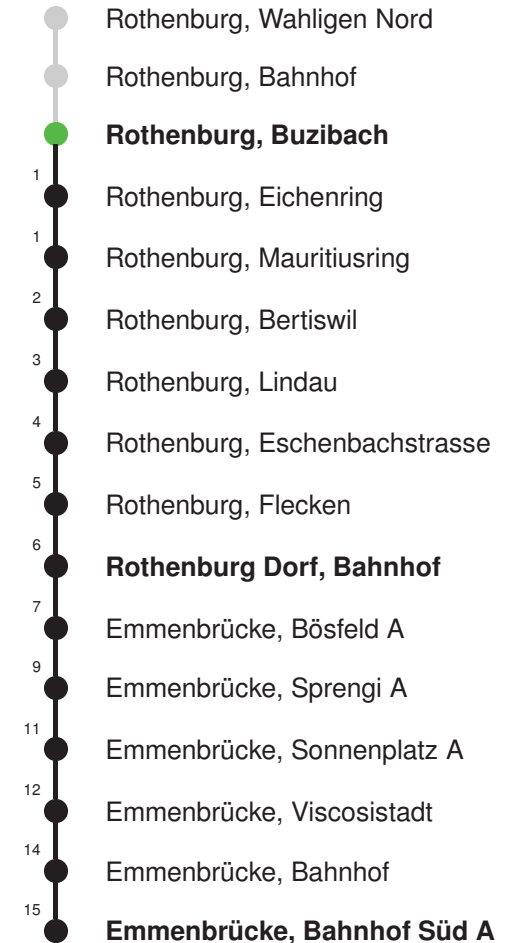 Rothenburg, Wahligen Nord
Rothenburg, Bahnhof
Rothenburg, Buzibach
1 Rothenburg, Eichenring
1 Rothenburg, Mauritiusring
2 Rothenburg, Bertiswil
3 Rothenburg, Lindau
4 Rothenburg, Eschenbachstrasse
5 Rothenburg, Flecken
6 Rothenburg Dorf, Bahnhof
7 Emmenbrücke, Bösfeld A
9 Emmenbrücke, Sprengi A
11 Emmenbrücke, Sonnenplatz A
12 Emmenbrücke, Viscosistadt
14 Emmenbrücke, Bahnhof
15 Emmenbrücke, Bahnhof Süd A